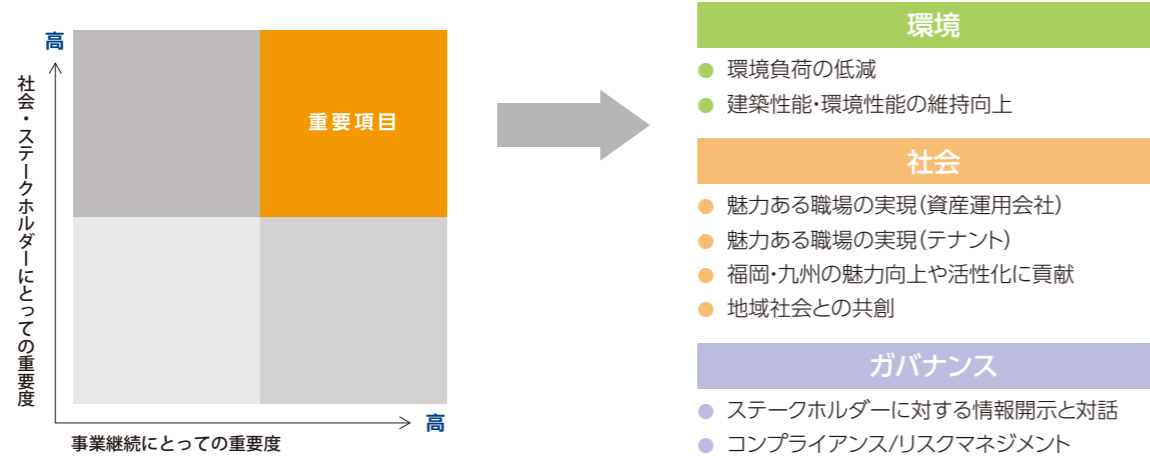 高
社会・ステークホルダーにとっての重要度
重要項目
高
事業継続にとっての重要度
環境
● 環境負荷の低減
● 建築性能・環境性能の維持向上
社会
● 魅力ある職場の実現(資産運用会社)
● 魅力ある職場の実現(テナント)
● 福岡・九州の魅力向上や活性化に貢献
● 地域社会との共創
ガバナンス
● ステークホルダーに対する情報開示と対話
● コンプライアンス/リスクマネジメント